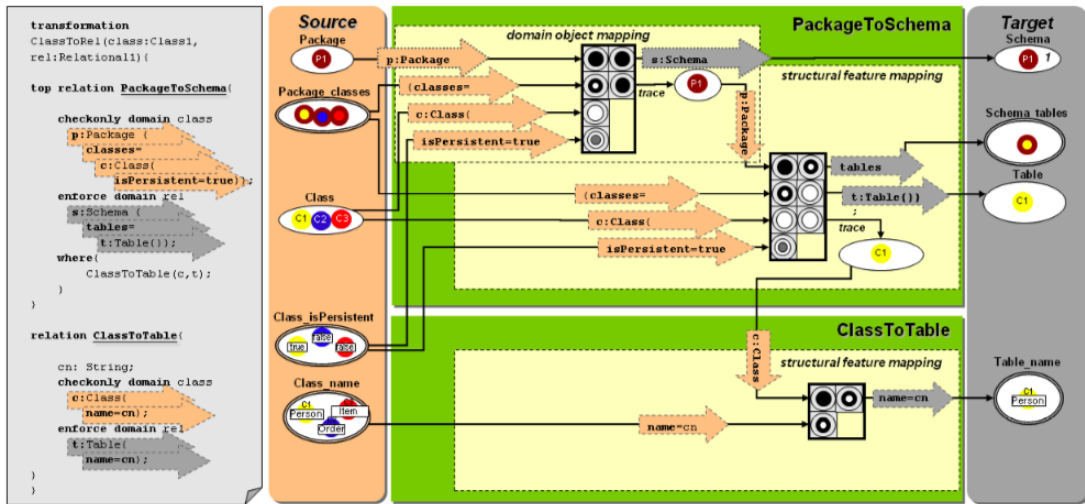 transformation
ClassToRel(class:Class1,
rel:Relational1){
top relation PackageToSchema{
checkonly domain class
p:Package {
classes=
c:Class{
isPersistent=true}};
enforce domain rel
s:Schema {
tables=
t:Table{}};
where{
ClassToTable(c,t);
}
}
relation ClassToTable{
cn: String;
checkonly domain class
c:Class{
name=cn};
enforce domain rel
t:Table{
name=cn};
}
}
Source
Package
P1
Package_classes
Class
C1 C2 C3
Class_isPersistent
true false false
Class_name
C1
Person Item
Order
PackageToSchema
domain object mapping
p:Package
{classes=
c:Class{
isPersistent=true
s:Schema
trace
P1
structural feature mapping
p:Package
{classes=
c:Class{
isPersistent=true
tables
t:Table{}}
;
trace
C1
ClassToTable
structural feature mapping
c:Class
name=cn
name=cn
Target
Schema
P1 1
Schema_tables
Table
C1
Table_name
C1
Person